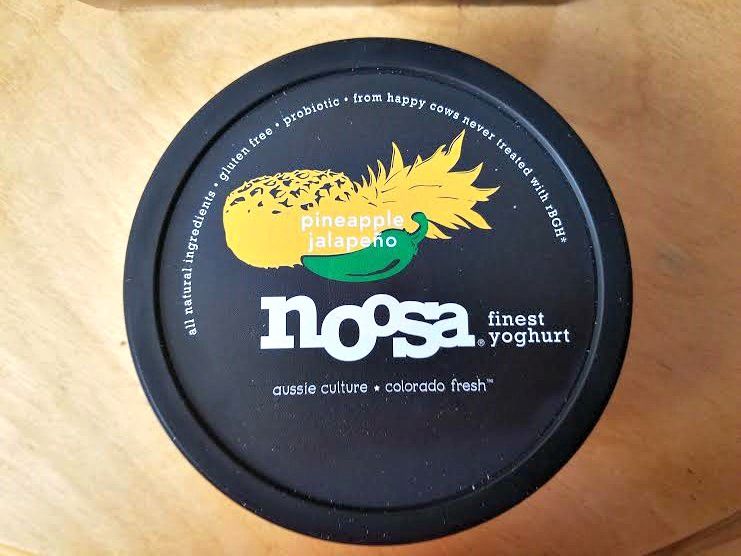 all natural ingredients • gluten free • probiotic • from happy cows never treated with rBGH*
pineapple
jalapeño
noosa® finest
yoghurt
aussie culture ★ colorado fresh™